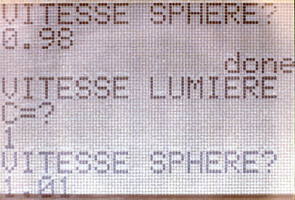 VITESSE SPHERE?
0.98
done
VITESSE LUMIERE
C=?
1
VITESSE SPHERE?
1.01